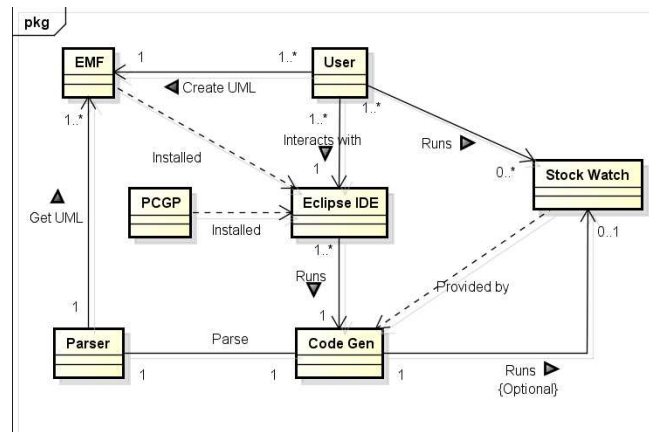 pkg
EMF
1
1..*
User
Create UML
1..*
1..*
1..*
Interacts with
Installed
Runs
1
0..*
Stock Watch
PCGP
Eclipse IDE
Get UML
Installed
1..*
0..1
Runs
Provided by
1
1
Parser
Parse
Code Gen
1
1
1
Runs
{Optional}